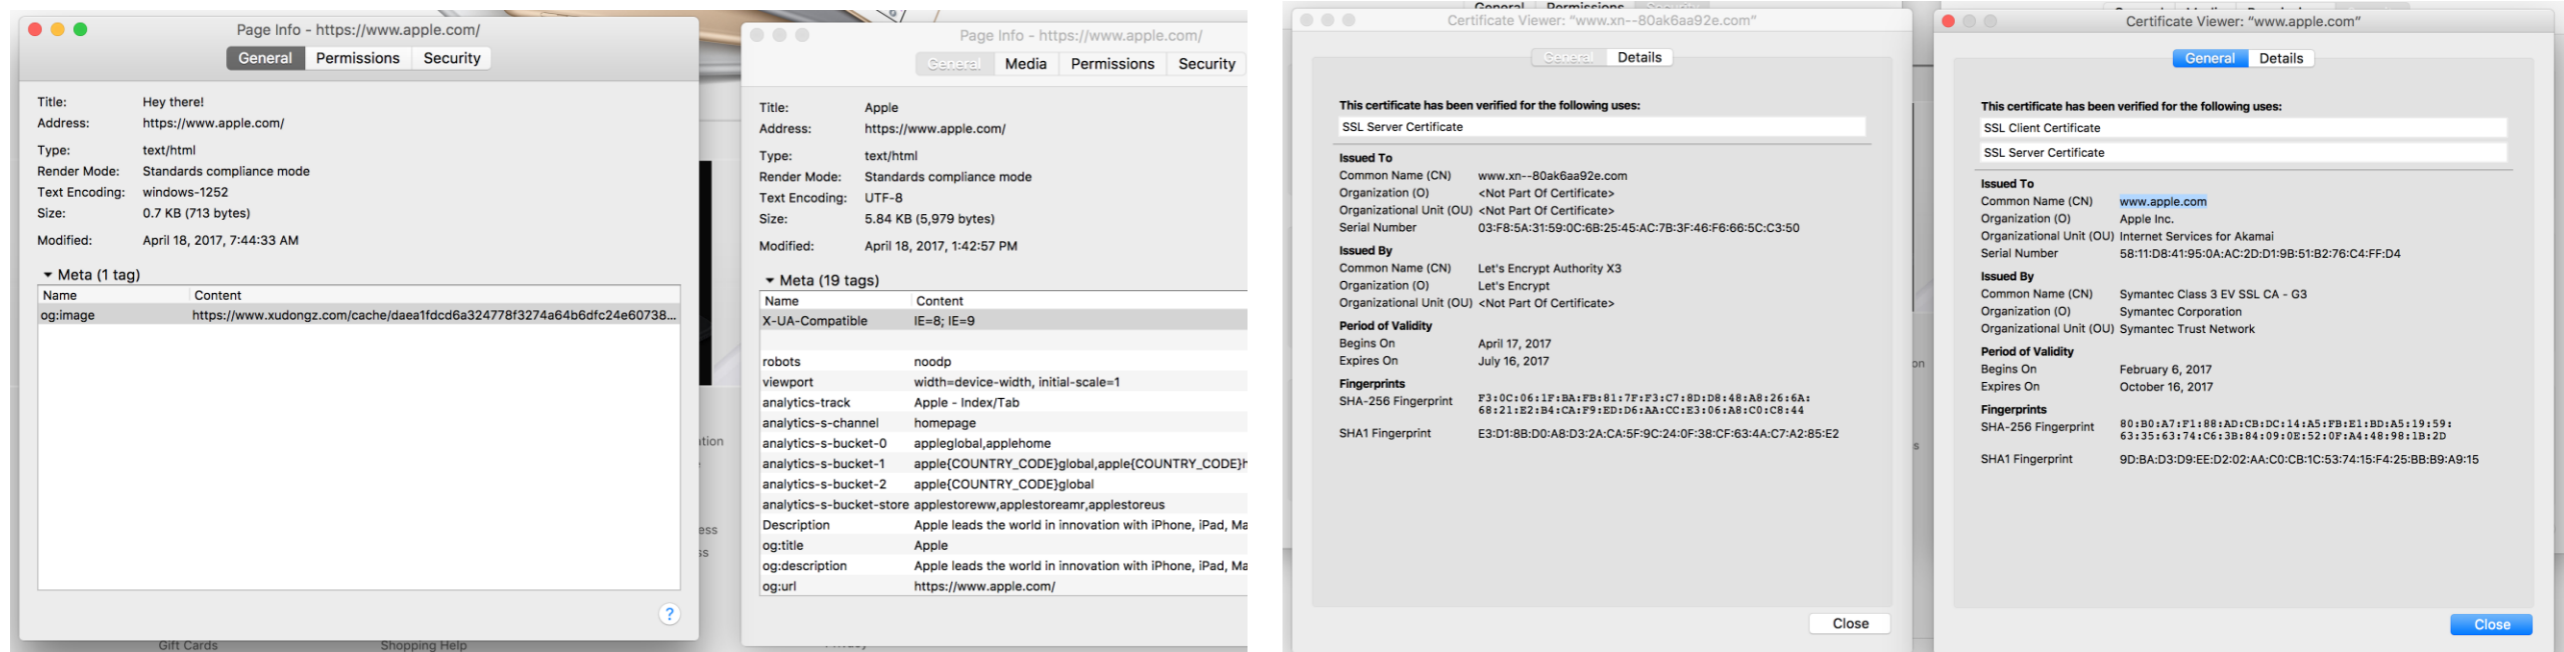 Page Info - https://www.apple.com/
General Permissions Security
Title: Hey there!
Address: https://www.apple.com/
Type: text/html
Render Mode: Standards compliance mode
Text Encoding: windows-1252
Size: 0.7 KB (713 bytes)
Modified: April 18, 2017, 7:44:33 AM
Meta (1 tag)
Name Content
og:image https://www.xudongz.com/cache/daea1fdcd6a324778f3274a64b6dfc24e60738...
?
Gift Cards Shopping Help
Page Info - https://www.apple.com/
General Media Permissions Security
Title: Apple
Address: https://www.apple.com/
Type: text/html
Render Mode: Standards compliance mode
Text Encoding: UTF-8
Size: 5.84 KB (5,979 bytes)
Modified: April 18, 2017, 1:42:57 PM
Meta (19 tags)
Name Content
X-UA-Compatible IE=8; IE=9
robots noodp
viewport width=device-width, initial-scale=1
analytics-track Apple - Index/Tab
analytics-s-channel homepage
analytics-s-bucket-0 appleglobal,applehome
analytics-s-bucket-1 apple{COUNTRY_CODE}global,apple{COUNTRY_CODE}h
analytics-s-bucket-2 apple{COUNTRY_CODE}global
analytics-s-bucket-store applestoreww,applestoreamr,applestoreus
Description Apple leads the world in innovation with iPhone, iPad, Ma
og:title Apple
og:description Apple leads the world in innovation with iPhone, iPad, Ma
og:url https://www.apple.com/
General Permissions Security
Certificate Viewer: “www.xn--80ak6aa92e.com”
General Details
This certificate has been verified for the following uses:
SSL Server Certificate
Issued To
Common Name (CN) www.xn--80ak6aa92e.com
Organization (O) <Not Part Of Certificate>
Organizational Unit (OU) <Not Part Of Certificate>
Serial Number 03:F8:5A:31:59:0C:6B:25:45:AC:7B:3F:46:F6:66:5C:C3:50
Issued By
Common Name (CN) Let's Encrypt Authority X3
Organization (O) Let's Encrypt
Organizational Unit (OU) <Not Part Of Certificate>
Period of Validity
Begins On April 17, 2017
Expires On July 16, 2017
Fingerprints
SHA-256 Fingerprint F3:0C:06:1F:BA:FB:81:7F:F3:C7:8D:D8:48:A8:26:6A:
68:21:E2:B4:CA:F9:ED:D6:AA:CC:E3:06:A8:C0:C8:44
SHA1 Fingerprint E3:D1:8B:D0:A8:D3:2A:CA:5F:9C:24:0F:38:CF:63:4A:C7:A2:85:E2
Close
Certificate Viewer: “www.apple.com”
General Details
This certificate has been verified for the following uses:
SSL Client Certificate
SSL Server Certificate
Issued To
Common Name (CN) www.apple.com
Organization (O) Apple Inc.
Organizational Unit (OU) Internet Services for Akamai
Serial Number 58:11:D8:41:95:0A:AC:2D:D1:9B:51:B2:76:C4:FF:D4
Issued By
Common Name (CN) Symantec Class 3 EV SSL CA - G3
Organization (O) Symantec Corporation
Organizational Unit (OU) Symantec Trust Network
Period of Validity
Begins On February 6, 2017
Expires On October 16, 2017
Fingerprints
SHA-256 Fingerprint 80:B0:A7:F1:88:AD:CB:DC:14:A5:FB:E1:BD:A5:19:59:
63:35:63:74:C6:3B:84:09:0E:52:0F:A4:48:98:1B:2D
SHA1 Fingerprint 9D:BA:D3:D9:EE:D2:02:AA:C0:CB:1C:53:74:15:F4:25:BB:B9:A9:15
Close